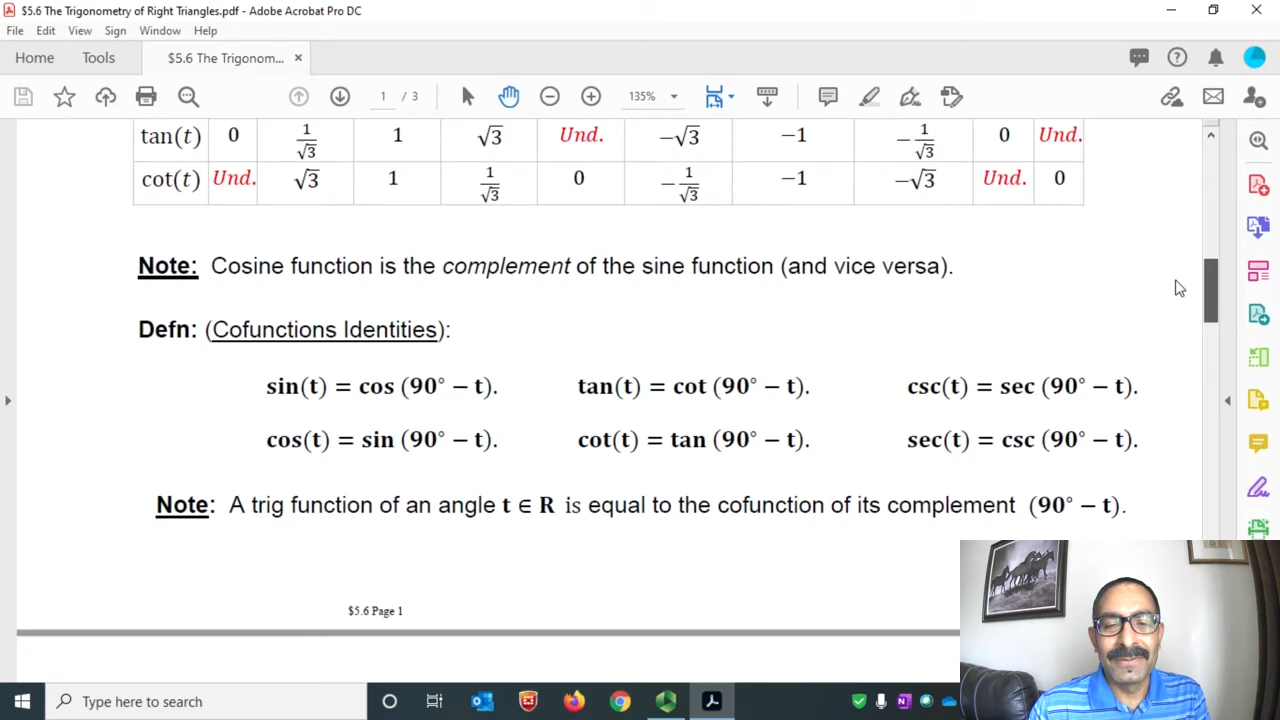 $5.6 The Trigonometry of Right Triangles.pdf - Adobe Acrobat Pro DC
File Edit View Sign Window Help
Home Tools $5.6 The Trigonom... ×
1 / 3 135%
tan(t) 0 1/√3 1 √3 Und. −√3 −1 −1/√3 0 Und.
cot(t) Und. √3 1 1/√3 0 −1/√3 −1 −√3 Und. 0
Note: Cosine function is the complement of the sine function (and vice versa).
Defn: (Cofunctions Identities):
sin(t) = cos (90° − t). tan(t) = cot (90° − t). csc(t) = sec (90° − t).
cos(t) = sin (90° − t). cot(t) = tan (90° − t). sec(t) = csc (90° − t).
Note: A trig function of an angle t ∈ R is equal to the cofunction of its complement (90° − t).
$5.6 Page 1
Type here to search